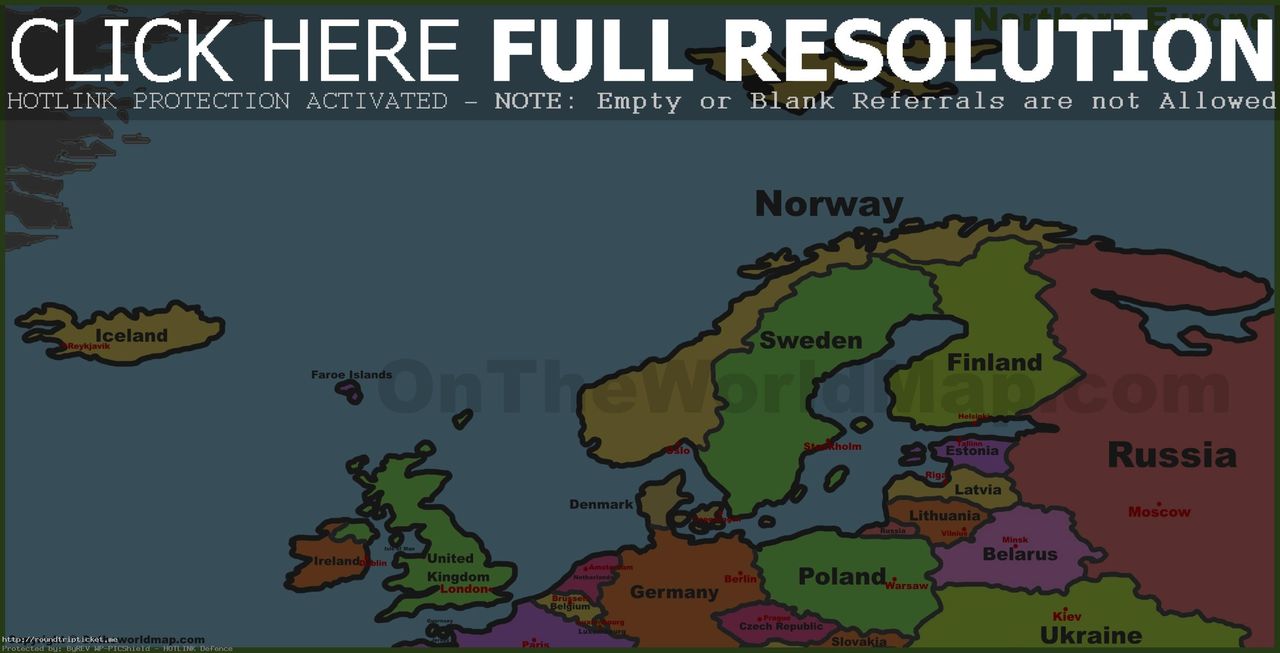 Northern Europe
CLICK HERE FULL RESOLUTION
HOTLINK PROTECTION ACTIVATED – NOTE: Empty or Blank Referrals are not Allowed
Norway
Iceland
Reykjavik
Sweden
Finland
Faroe Islands
OnTheWorldMap.com
Helsinki
Oslo
Stockholm
Tallinn
Estonia
Russia
Riga
Latvia
Denmark
Moscow
Lithuania
Russia
Vilnius
Minsk
Belarus
Isle of Man
Ireland
Dublin
United
Kingdom
London
Amsterdam
Netherlands
Berlin
Germany
Poland
Warsaw
Brussels
Belgium
Luxembourg
Luxembourg
Prague
Czech Republic
Kiev
Ukraine
Guernsey
Slovakia
Paris
http://roundtripticket.me
worldmap.com
Protected by: ByREV WP-PICShield - HOTLINK Defence